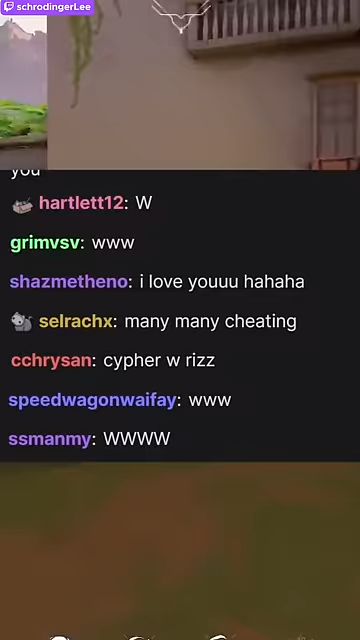 schrodingerLee
you
hartlett12: W
grimvsv: www
shazmetheno: i love youuu hahaha
selrachx: many many cheating
cchrysan: cypher w rizz
speedwagonwaifay: www
ssmanmy: WWWW